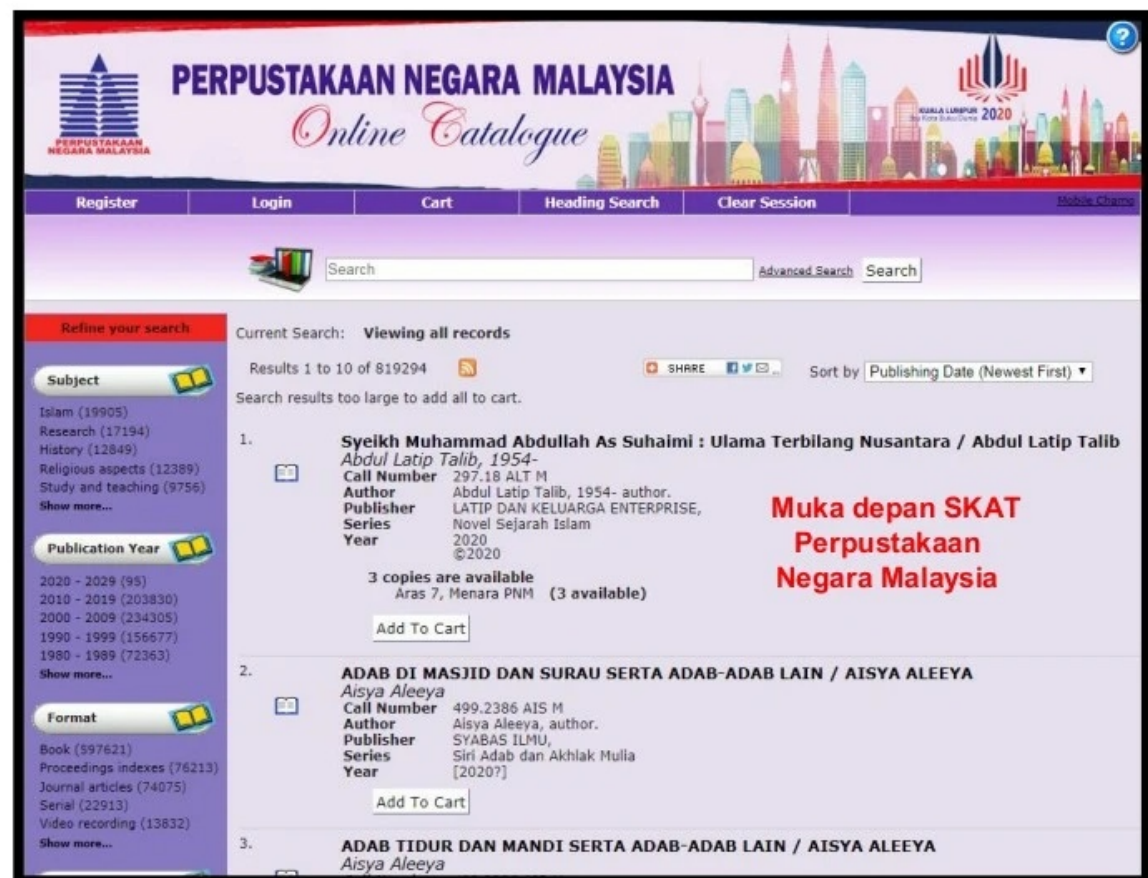 PERPUSTAKAAN NEGARA MALAYSIA
Online Catalogue
PERPUSTAKAAN
NEGARA MALAYSIA
KUALA LUMPUR
2020
?
Register
Login
Cart
Heading Search
Clear Session
Mobile Chamo
Search
Advanced Search
Search
Refine your search
Subject
Islam (19905)
Research (17194)
History (12849)
Religious aspects (12389)
Study and teaching (9756)
Show more...
Publication Year
2020 - 2029 (95)
2010 - 2019 (203830)
2000 - 2009 (234305)
1990 - 1999 (156677)
1980 - 1989 (72363)
Show more...
Format
Book (597621)
Proceedings indexes (76213)
Journal articles (74075)
Serial (22913)
Video recording (13832)
Show more...
Current Search: Viewing all records
Results 1 to 10 of 819294
SHARE
Sort by Publishing Date (Newest First)
Search results too large to add all to cart.
1. Syeikh Muhammad Abdullah As Suhaimi : Ulama Terbilang Nusantara / Abdul Latip Talib
Abdul Latip Talib, 1954-
Call Number 297.18 ALT M
Author Abdul Latip Talib, 1954- author.
Publisher LATIP DAN KELUARGA ENTERPRISE,
Series Novel Sejarah Islam
Year 2020
©2020
3 copies are available
Aras 7, Menara PNM (3 available)
Add To Cart
Muka depan SKAT
Perpustakaan
Negara Malaysia
2. ADAB DI MASJID DAN SURAU SERTA ADAB-ADAB LAIN / AISYA ALEEYA
Aisya Aleeya
Call Number 499.2386 AIS M
Author Aisya Aleeya, author.
Publisher SYABAS ILMU,
Series Siri Adab dan Akhlak Mulia
Year [2020?]
Add To Cart
3. ADAB TIDUR DAN MANDI SERTA ADAB-ADAB LAIN / AISYA ALEEYA
Aisya Aleeya